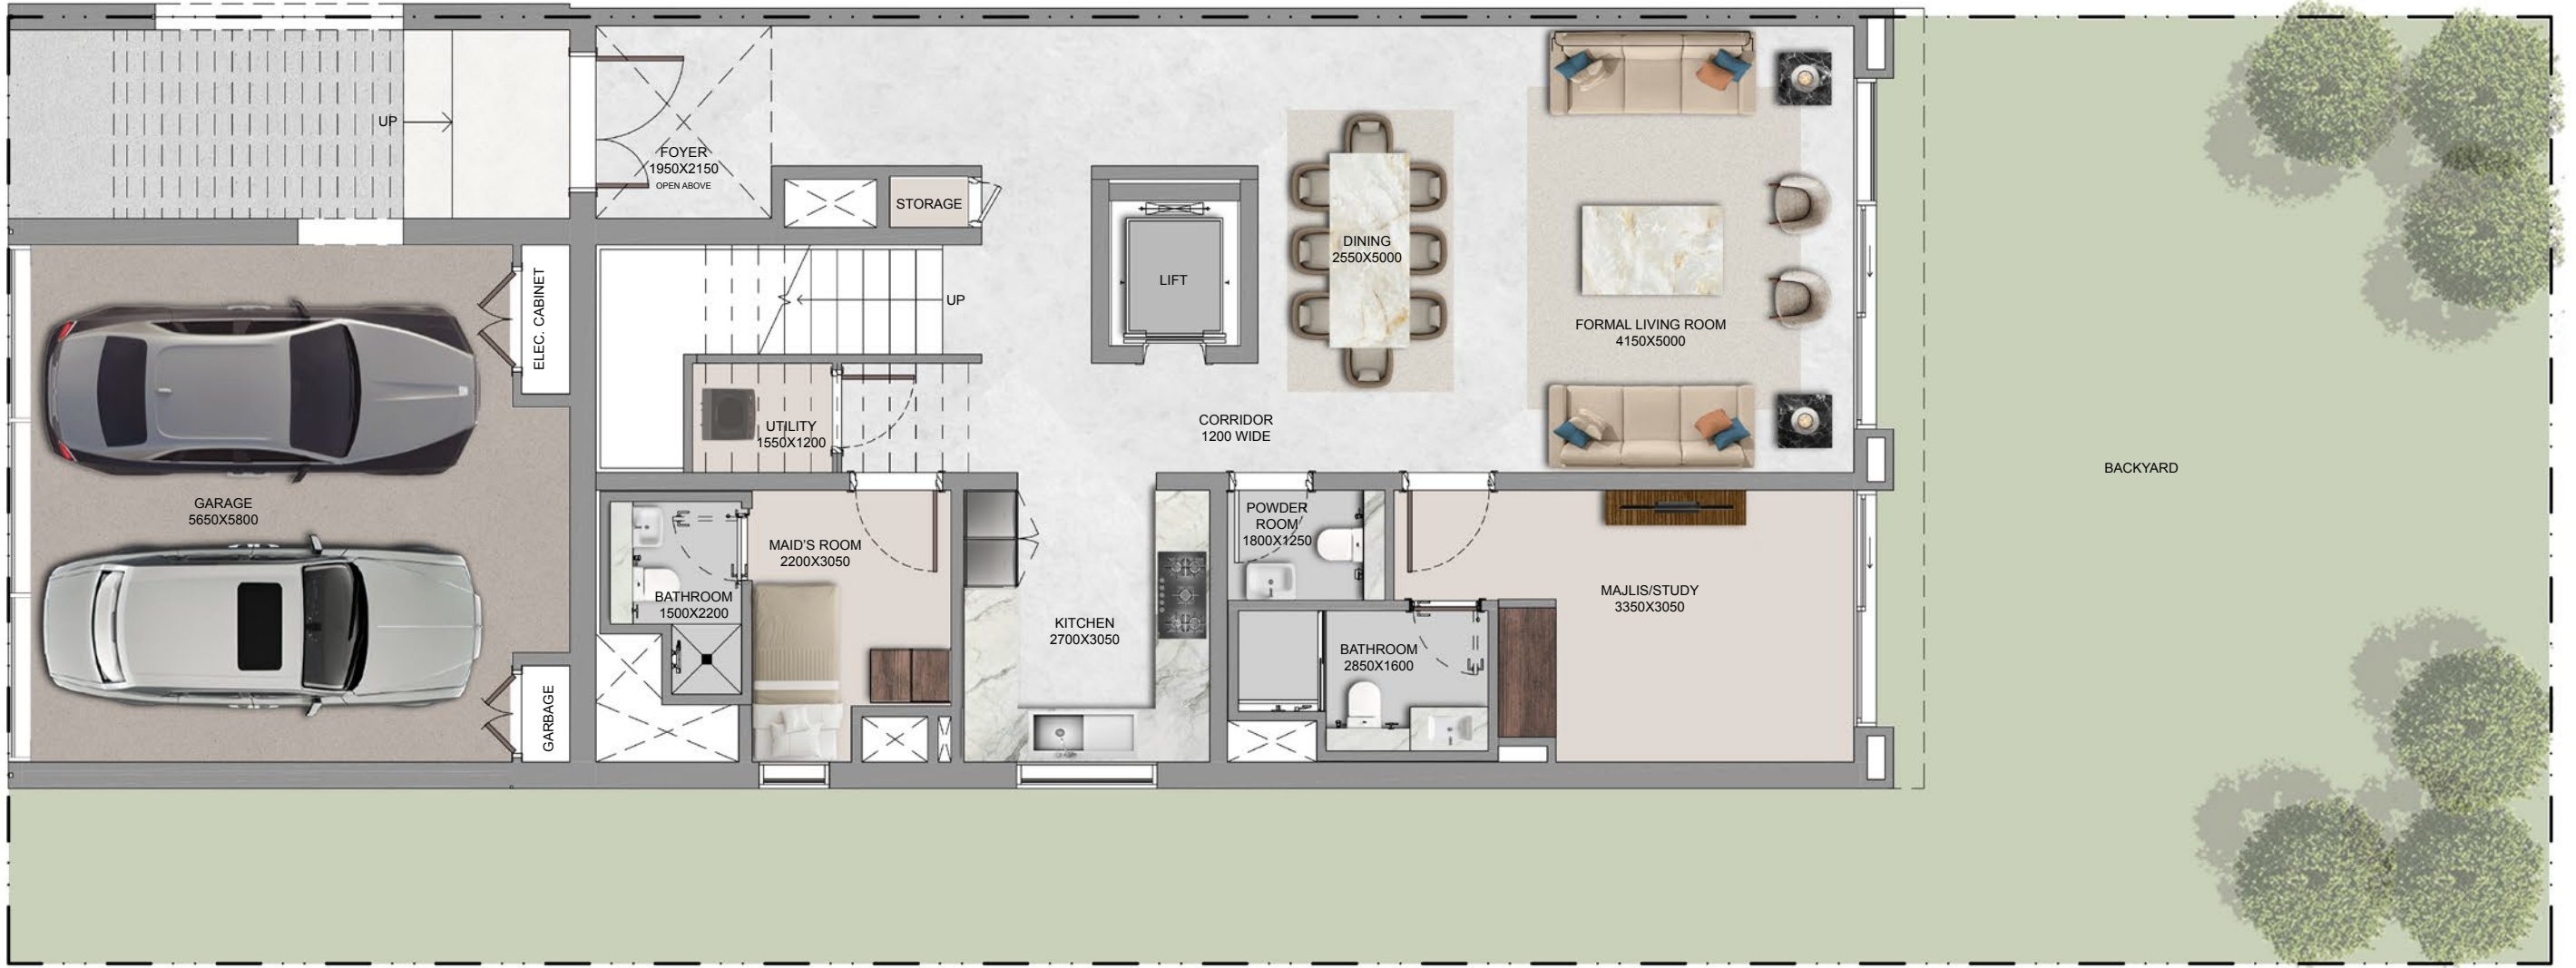 UP
FOYER
1950X2150
OPEN ABOVE
STORAGE
ELEC. CABINET
UP
LIFT
DINING
2550X5000
FORMAL LIVING ROOM
4150X5000
UTILITY
1550X1200
CORRIDOR
1200 WIDE
BACKYARD
GARAGE
5650X5800
MAID'S ROOM
2200X3050
BATHROOM
1500X2200
KITCHEN
2700X3050
POWDER
ROOM
1800X1250
BATHROOM
2850X1600
MAJLIS/STUDY
3350X3050
GARBAGE